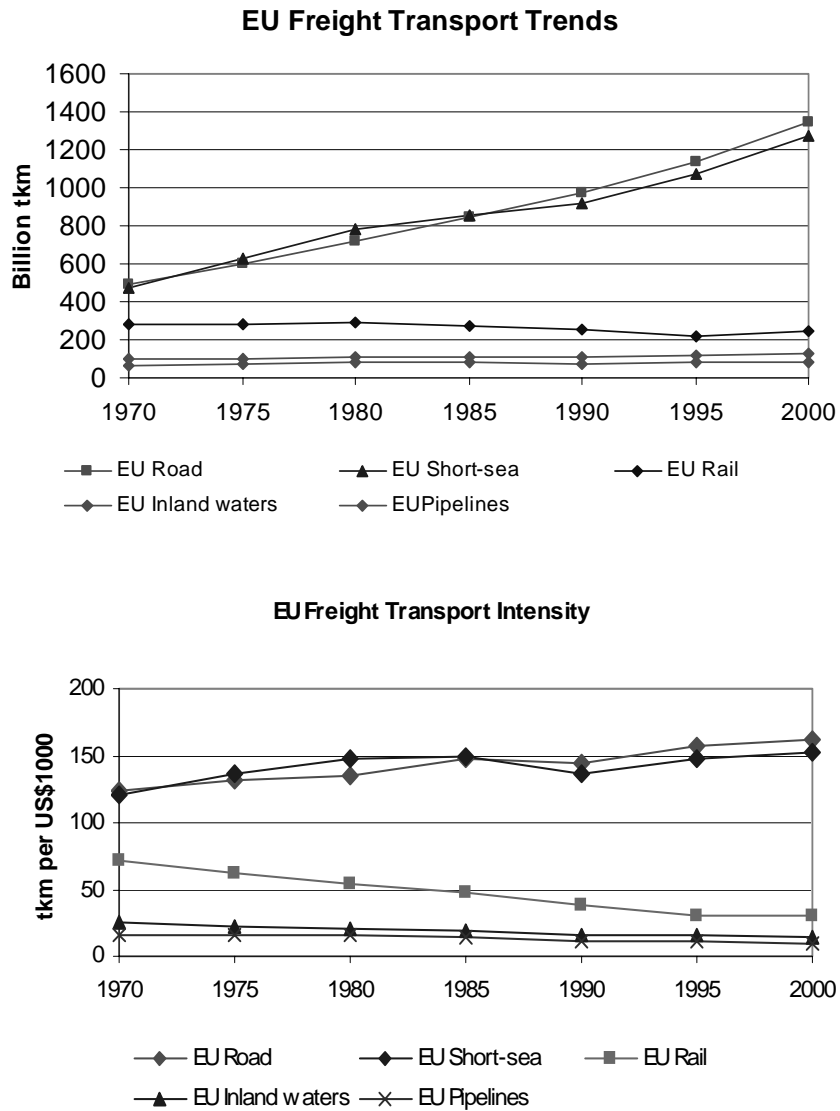 EU Freight Transport Trends
1600
1400
1200
1000
800
600
400
200
0
Billion tkm
1970 1975 1980 1985 1990 1995 2000
EU Road EU Short-sea EU Rail
EU Inland waters EUPipelines
EU Freight Transport Intensity
200
150
100
50
0
tkm per US$1000
1970 1975 1980 1985 1990 1995 2000
EU Road EU Short-sea EU Rail
EU Inland waters EU Pipelines